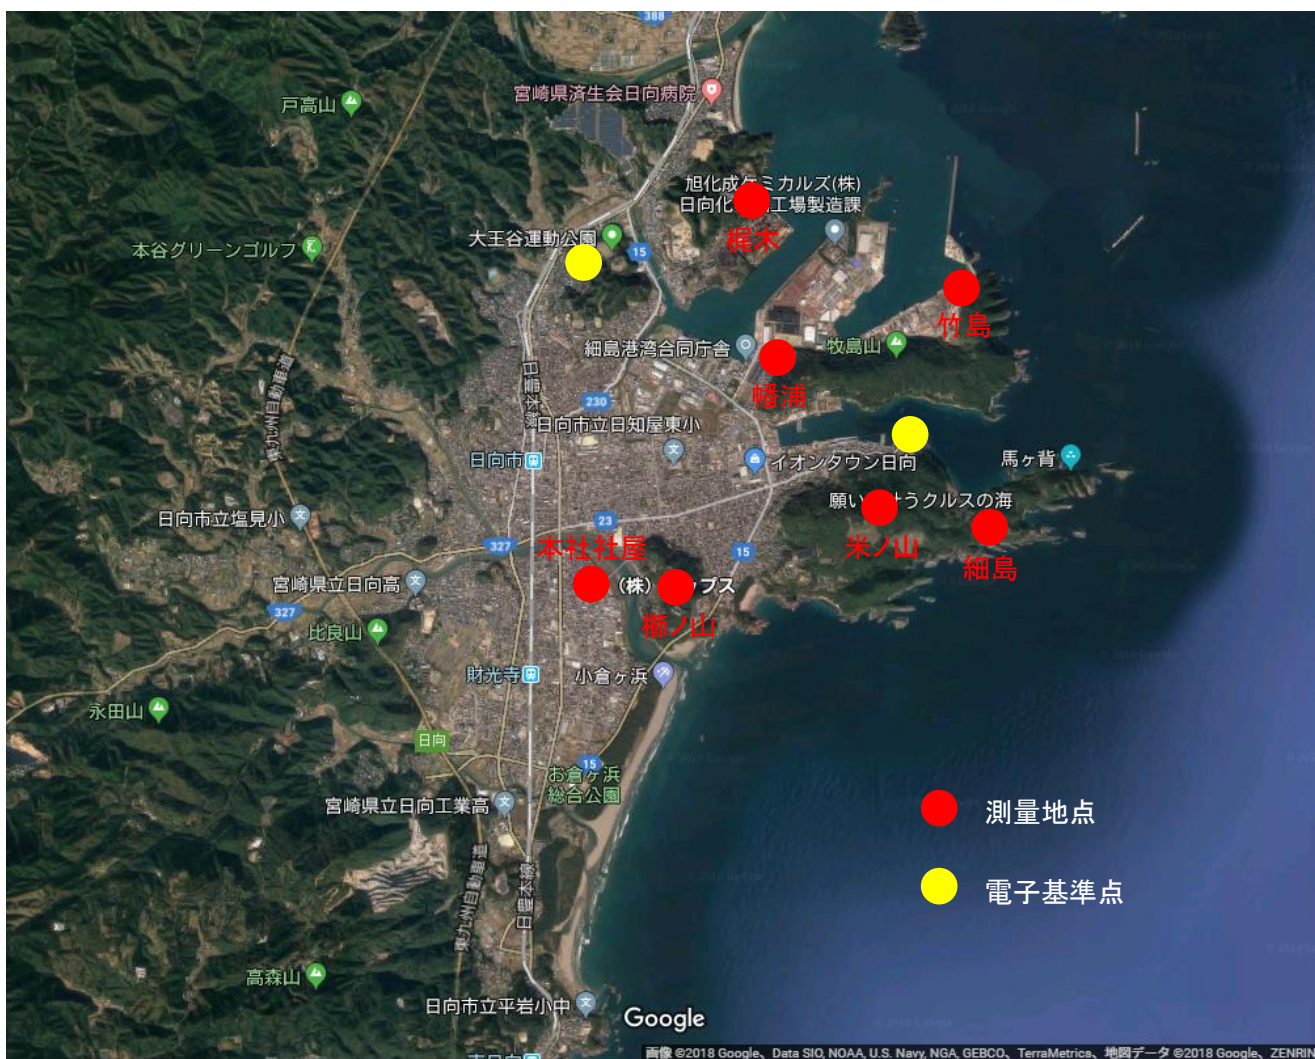 388
宮崎県済生会日向病院
戸高山
旭化成ケミカルズ(株)
日向化
工場製造課
梶木
本谷グリーンゴルフ
大王谷運動公園
15
竹島
東九州自動車道
細島港湾合同庁舎
牧島山
幡浦
日豊本線
230
日向市立日知屋東小
日向市
イオンタウン日向
馬ヶ背
願い
叶うクルスの海
日向市立塩見小
23
327
本社社屋
15
米ノ山
細島
宮崎県立日向高
(株)
ップス
327
比良山
櫛ノ山
財光寺
小倉ヶ浜
永田山
日向
15
お倉ヶ浜
総合公園
宮崎県立日向工業高
測量地点
東九州自動車道
日豊本線
電子基準点
高森山
日向市立平岩小中
Google
南日向
画像 ©2018 Google、Data SIO, NOAA, U.S. Navy, NGA, GEBCO、TerraMetrics、地図データ ©2018 Google、ZENRIN